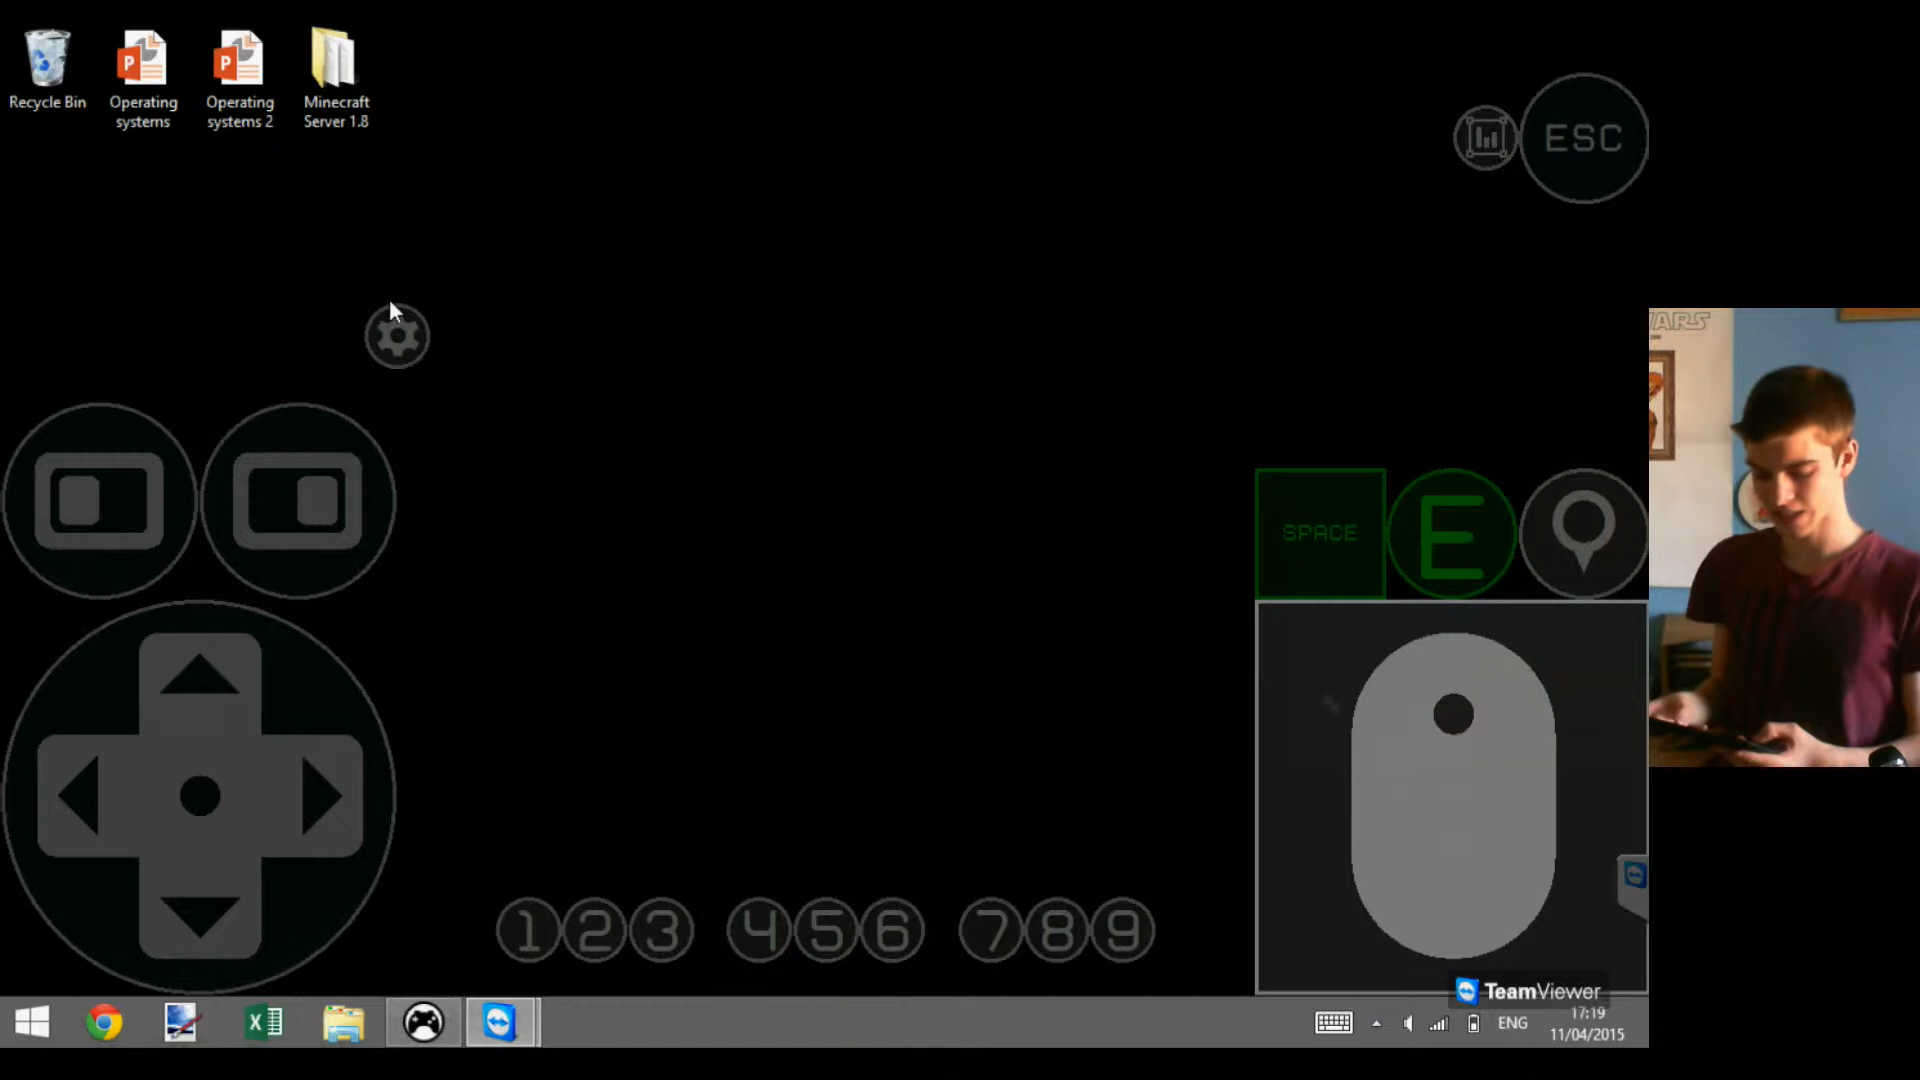 Recycle Bin
Operating
systems
Operating
systems 2
Minecraft
Server 1.8
ESC
WARS
SPACE
E
1 2 3 4 5 6 7 8 9
TeamViewer
17:19
ENG
11/04/2015